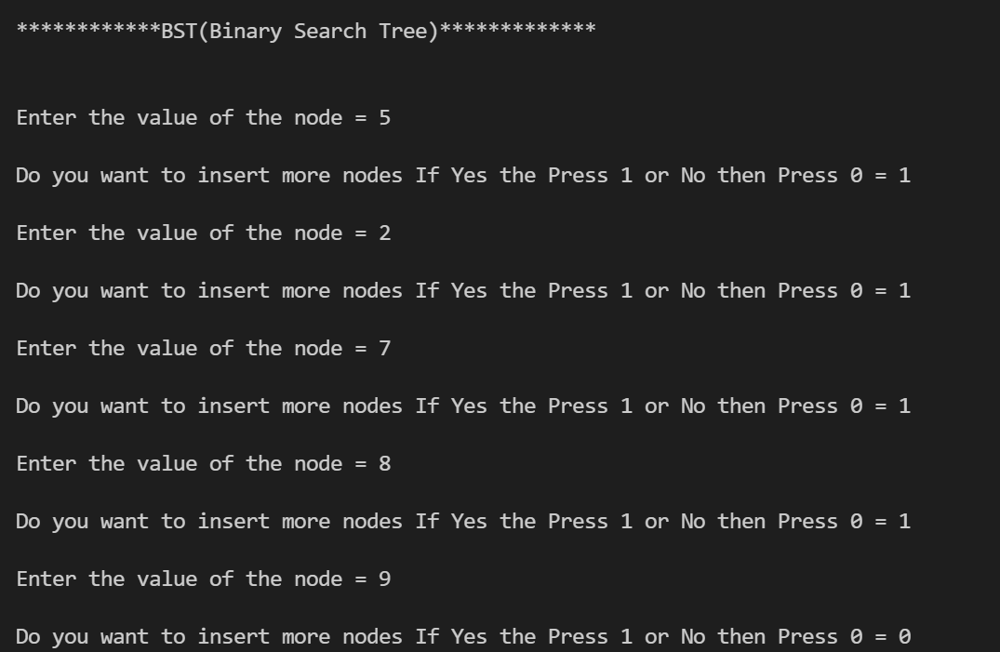 ************BST(Binary Search Tree)*************
Enter the value of the node = 5
Do you want to insert more nodes If Yes the Press 1 or No then Press 0 = 1
Enter the value of the node = 2
Do you want to insert more nodes If Yes the Press 1 or No then Press 0 = 1
Enter the value of the node = 7
Do you want to insert more nodes If Yes the Press 1 or No then Press 0 = 1
Enter the value of the node = 8
Do you want to insert more nodes If Yes the Press 1 or No then Press 0 = 1
Enter the value of the node = 9
Do you want to insert more nodes If Yes the Press 1 or No then Press 0 = 0